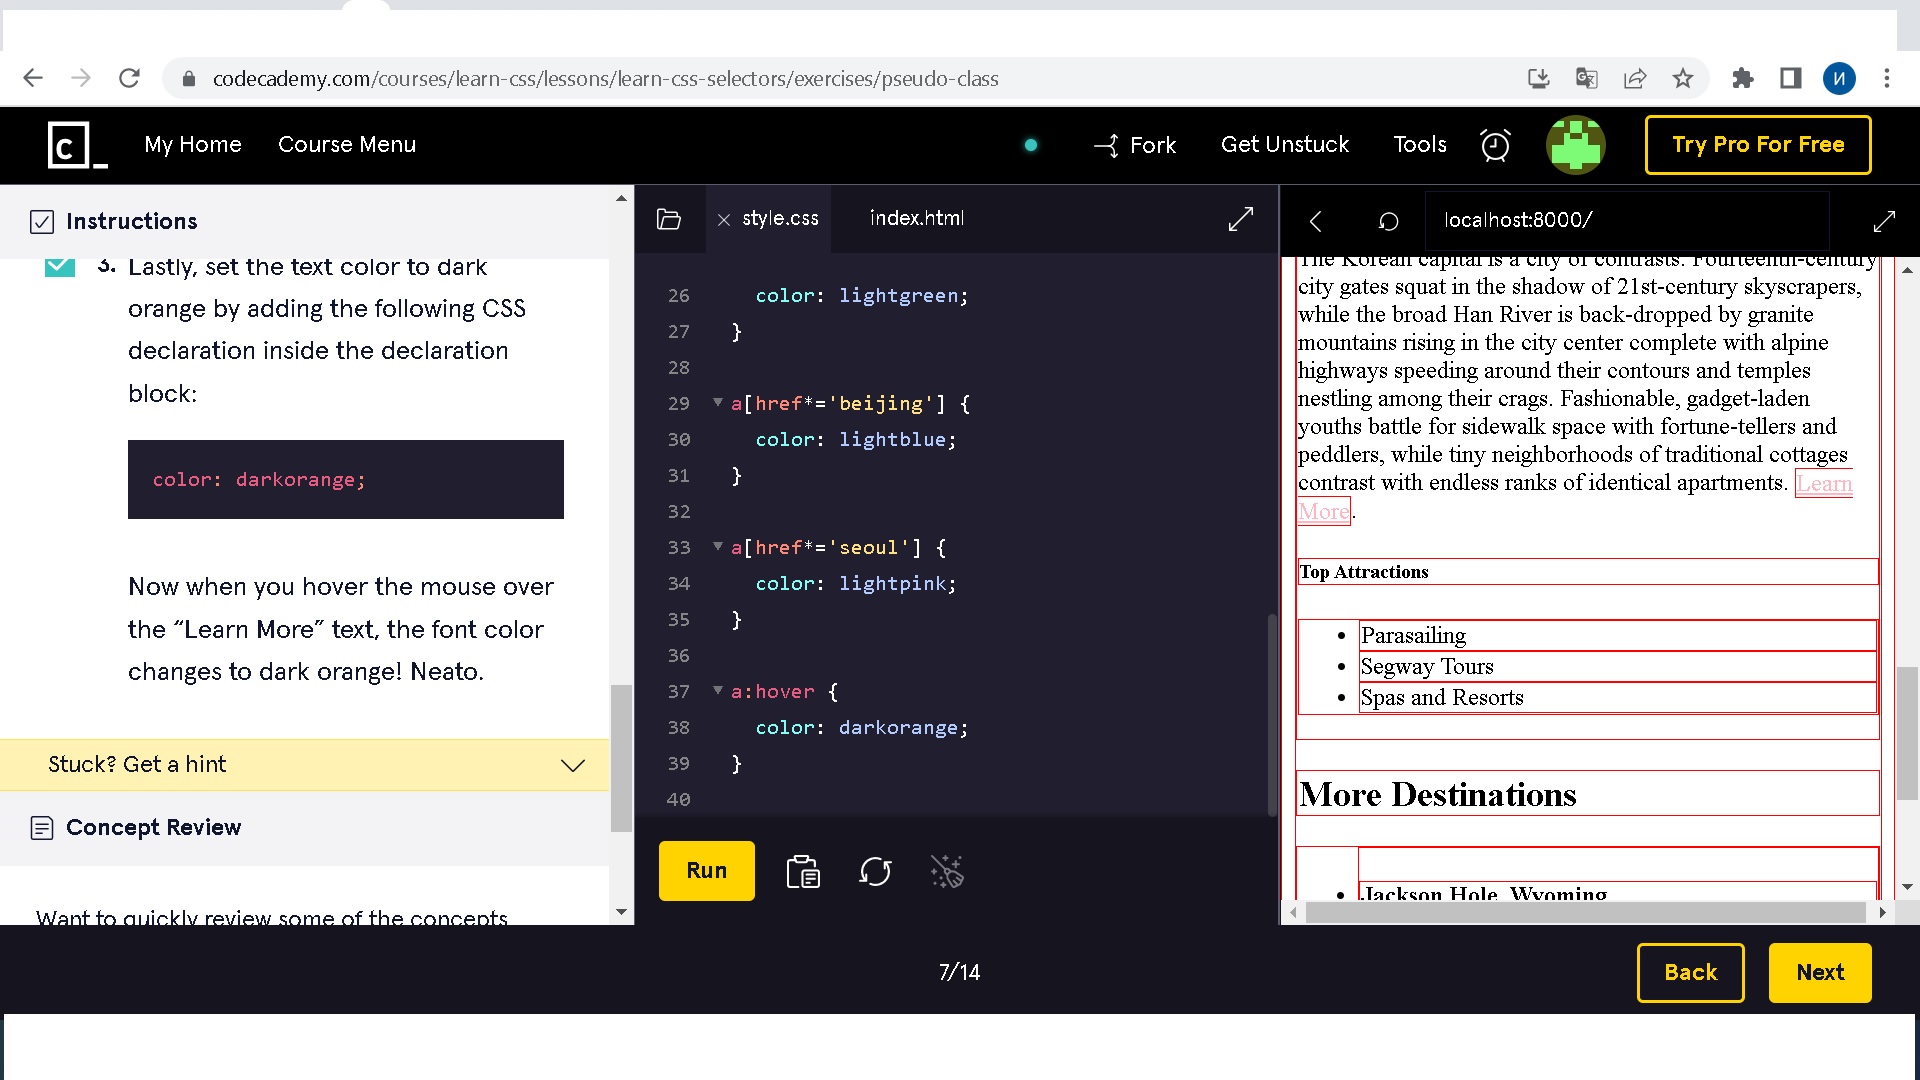 codecademy.com/courses/learn-css/lessons/learn-css-selectors/exercises/pseudo-class
И
C_
My Home
Course Menu
Fork
Get Unstuck
Tools
Try Pro For Free
Instructions
3. Lastly, set the text color to dark
orange by adding the following CSS
declaration inside the declaration
block:
color: darkorange;
Now when you hover the mouse over
the “Learn More” text, the font color
changes to dark orange! Neato.
Stuck? Get a hint
Concept Review
Want to quickly review some of the concepts
style.css
index.html
26 color: lightgreen;
27 }
28
29 a[href*='beijing'] {
30 color: lightblue;
31 }
32
33 a[href*='seoul'] {
34 color: lightpink;
35 }
36
37 a:hover {
38 color: darkorange;
39 }
40
Run
localhost:8000/
The Korean capital is a city of contrasts. Fourteenth-century
city gates squat in the shadow of 21st-century skyscrapers,
while the broad Han River is back-dropped by granite
mountains rising in the city center complete with alpine
highways speeding around their contours and temples
nestling among their crags. Fashionable, gadget-laden
youths battle for sidewalk space with fortune-tellers and
peddlers, while tiny neighborhoods of traditional cottages
contrast with endless ranks of identical apartments. Learn
More.
Top Attractions
• Parasailing
• Segway Tours
• Spas and Resorts
More Destinations
• Jackson Hole, Wyoming
7/14
Back
Next